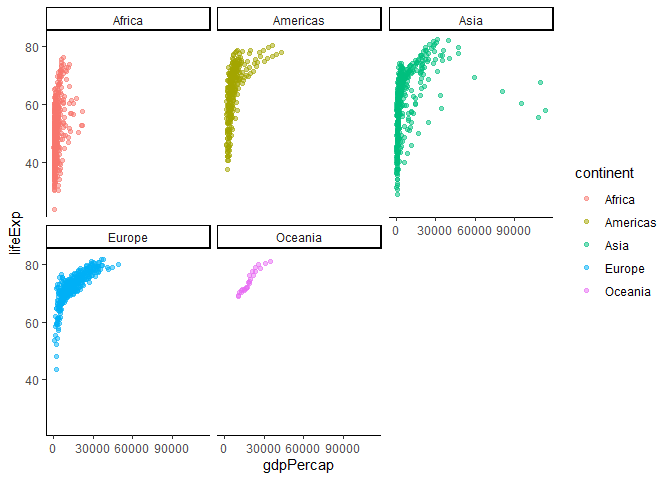 Africa
Americas
Asia
80
60
40
0 30000 60000 90000
continent
Africa
Americas
Asia
Europe
Oceania
lifeExp
Europe
Oceania
80
60
40
0 30000 60000 90000
0 30000 60000 90000
gdpPercap